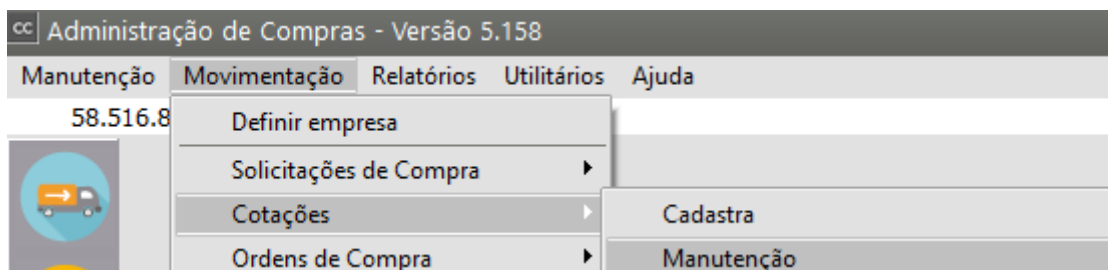 cc Administração de Compras - Versão 5.158
Manutenção Movimentação Relatórios Utilitários Ajuda
58.516.8
Definir empresa
Solicitações de Compra
Cotações Cadastra
Ordens de Compra Manutenção